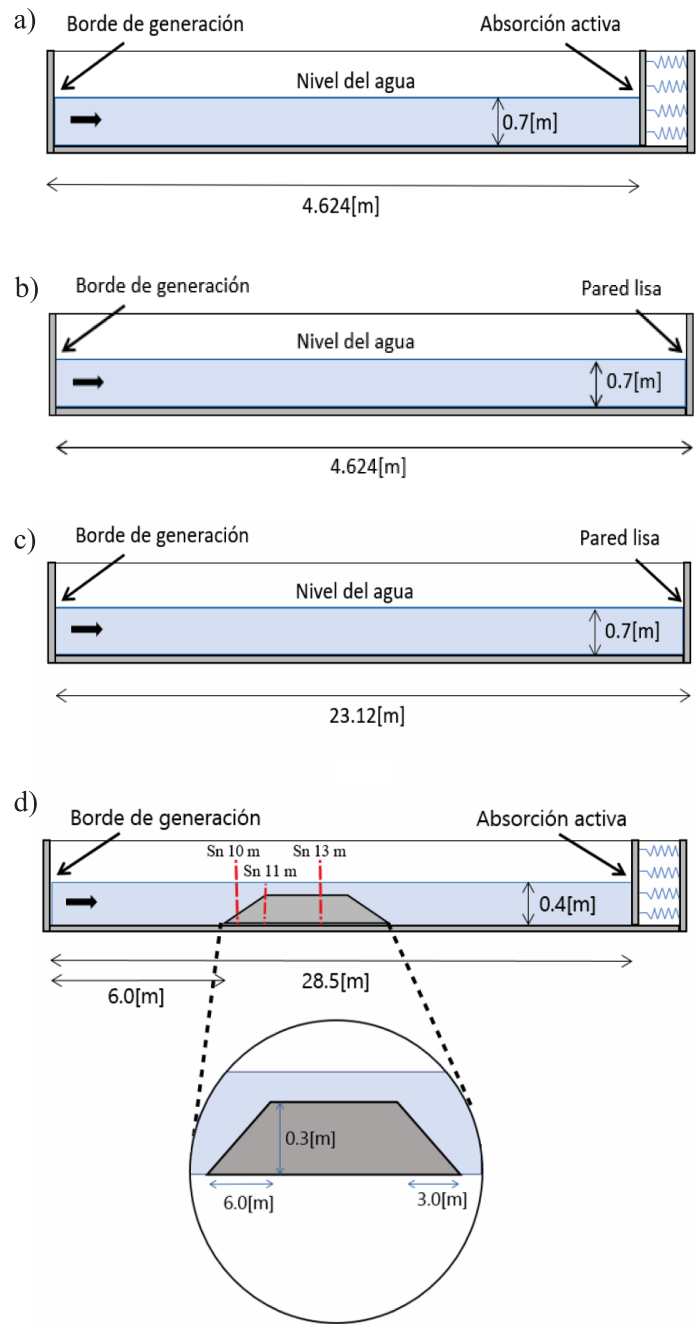 a)
Borde de generación
Absorción activa
Nivel del agua
0.7[m]
4.624[m]
b)
Borde de generación
Pared lisa
Nivel del agua
0.7[m]
4.624[m]
c)
Borde de generación
Pared lisa
Nivel del agua
0.7[m]
23.12[m]
d)
Borde de generación
Absorción activa
Sn 10 m
Sn 13 m
Sn 11 m
0.4[m]
6.0[m]
28.5[m]
0.3[m]
6.0[m]
3.0[m]